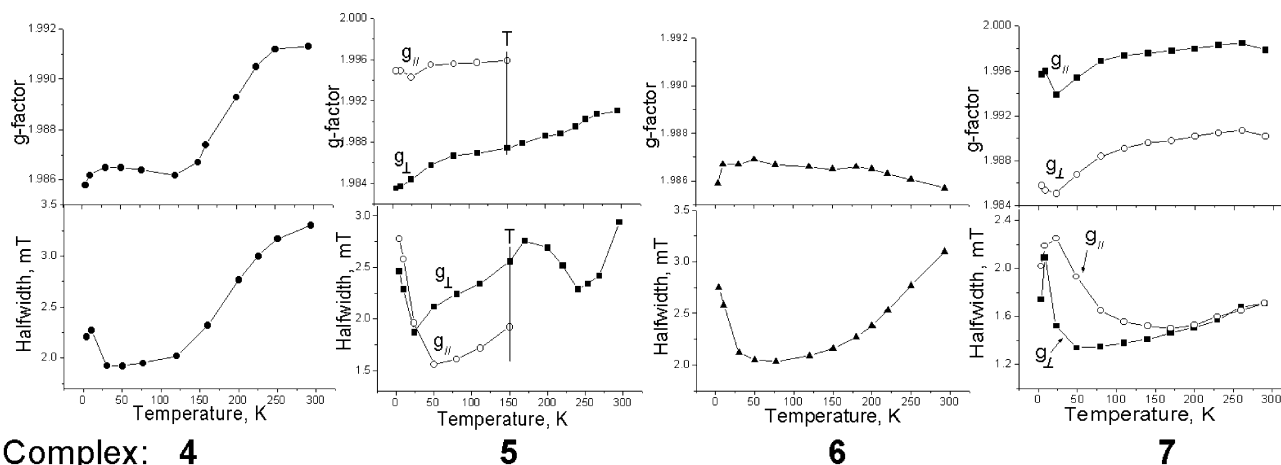 1.992
1.990
1.988
1.986
g-factor
3.5
3.0
2.5
2.0
Halfwidth, mT
0 50 100 150 200 250 300
Temperature, K
2.000
1.996
1.992
1.988
1.984
g-factor
g//
T
g⊥
3.0
2.5
2.0
1.5
Halfwidth, mT
T
g⊥
g//
0 50 100 150 200 250 300
Temperature, K
1.992
1.990
1.988
1.986
g-factor
3.5
3.0
2.5
2.0
Halfwidth, mT
0 50 100 150 200 250 300
Temperature, K
2.000
1.996
1.992
1.988
1.984
g-factor
g//
g⊥
2.4
2.0
1.6
1.2
Halfwidth, mT
g//
g⊥
0 50 100 150 200 250 300
Temperature, K
Complex: 4 5 6 7